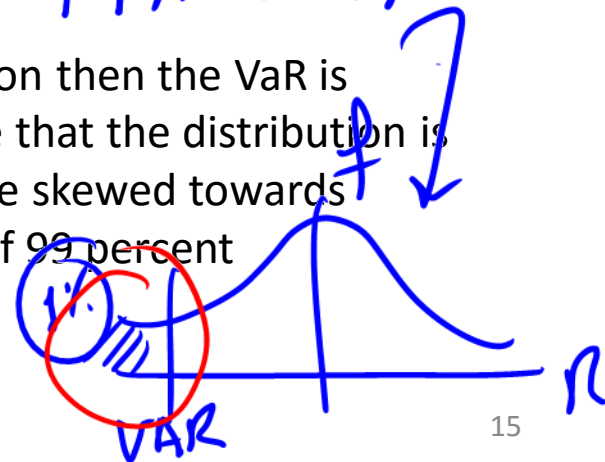 on then the VaR is
e that the distribution is
f
e skewed towards
f 99 percent
1%
VAR
R
15